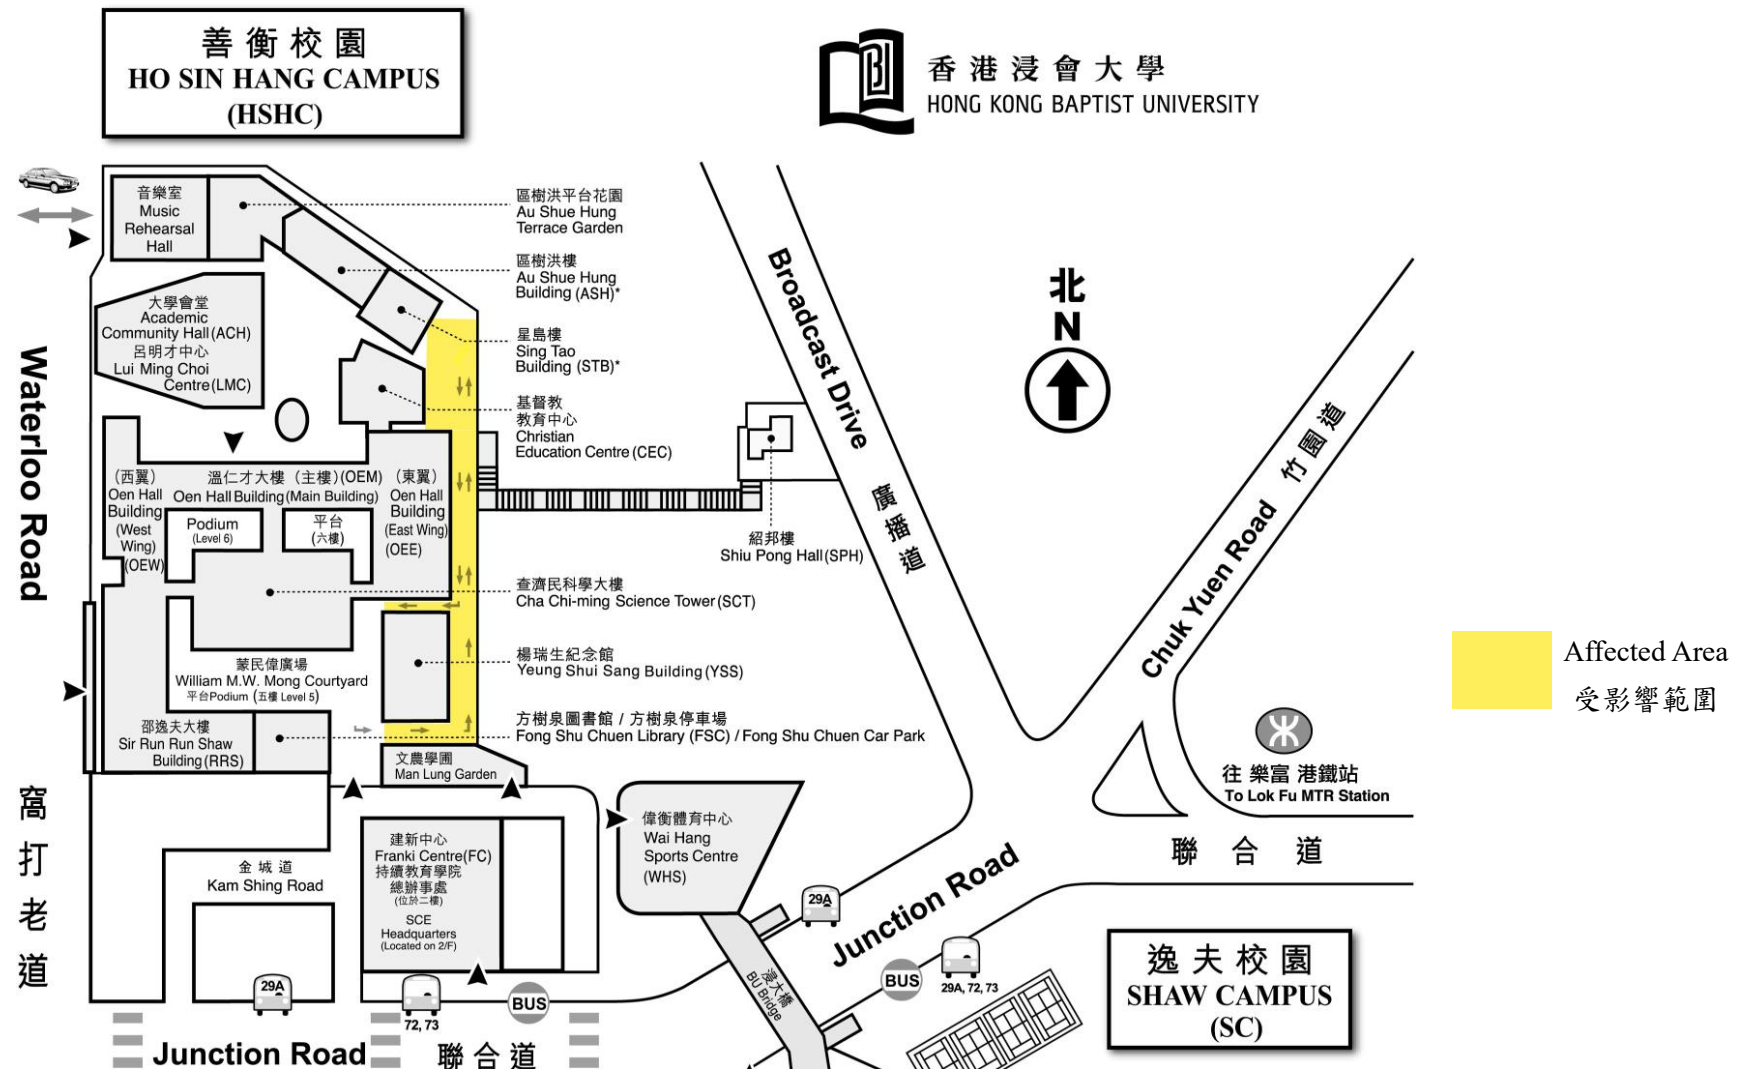 善衡校園
HO SIN HANG CAMPUS
(HSHC)
香港浸會大學
HONG KONG BAPTIST UNIVERSITY
音樂室
Music
Rehearsal
Hall
區樹洪平台花園
Au Shue Hung
Terrace Garden
區樹洪樓
Au Shue Hung
Building (ASH)*
大學會堂
Academic
Community Hall (ACH)
呂明才中心
Lui Ming Choi
Centre (LMC)
星島樓
Sing Tao
Building (STB)*
基督教
教育中心
Christian
Education Centre (CEC)
Waterloo Road
窩打老道
Broadcast Drive
廣播道
北
N
竹園道
Chuk Yuen Road
(西翼)
Oen Hall
Building
(West
Wing)
(OEW)
溫仁才大樓 (主樓) (OEM)
Oen Hall Building (Main Building)
(東翼)
Oen Hall
Building
(East Wing)
(OEE)
Podium
(Level 6)
平台
(六樓)
紹邦樓
Shiu Pong Hall (SPH)
查濟民科學大樓
Cha Chi-ming Science Tower (SCT)
蒙民偉廣場
William M.W. Mong Courtyard
平台Podium (五樓 Level 5)
楊瑞生紀念館
Yeung Shui Sang Building (YSS)
邵逸夫大樓
Sir Run Run Shaw
Building (RRS)
方樹泉圖書館 / 方樹泉停車場
Fong Shu Chuen Library (FSC) / Fong Shu Chuen Car Park
文農學圃
Man Lung Garden
Affected Area
受影響範圍
往 樂富 港鐵站
To Lok Fu MTR Station
聯合道
金城道
Kam Shing Road
建新中心
Franki Centre (FC)
持續教育學院
總辦事處
(位於二樓)
SCE
Headquarters
(Located on 2/F)
偉衡體育中心
Wai Hang
Sports Centre
(WHS)
29A
Junction Road
29A
72, 73
BUS
浸大橋
BU Bridge
BUS
29A, 72, 73
逸夫校園
SHAW CAMPUS
(SC)
Junction Road
聯合道